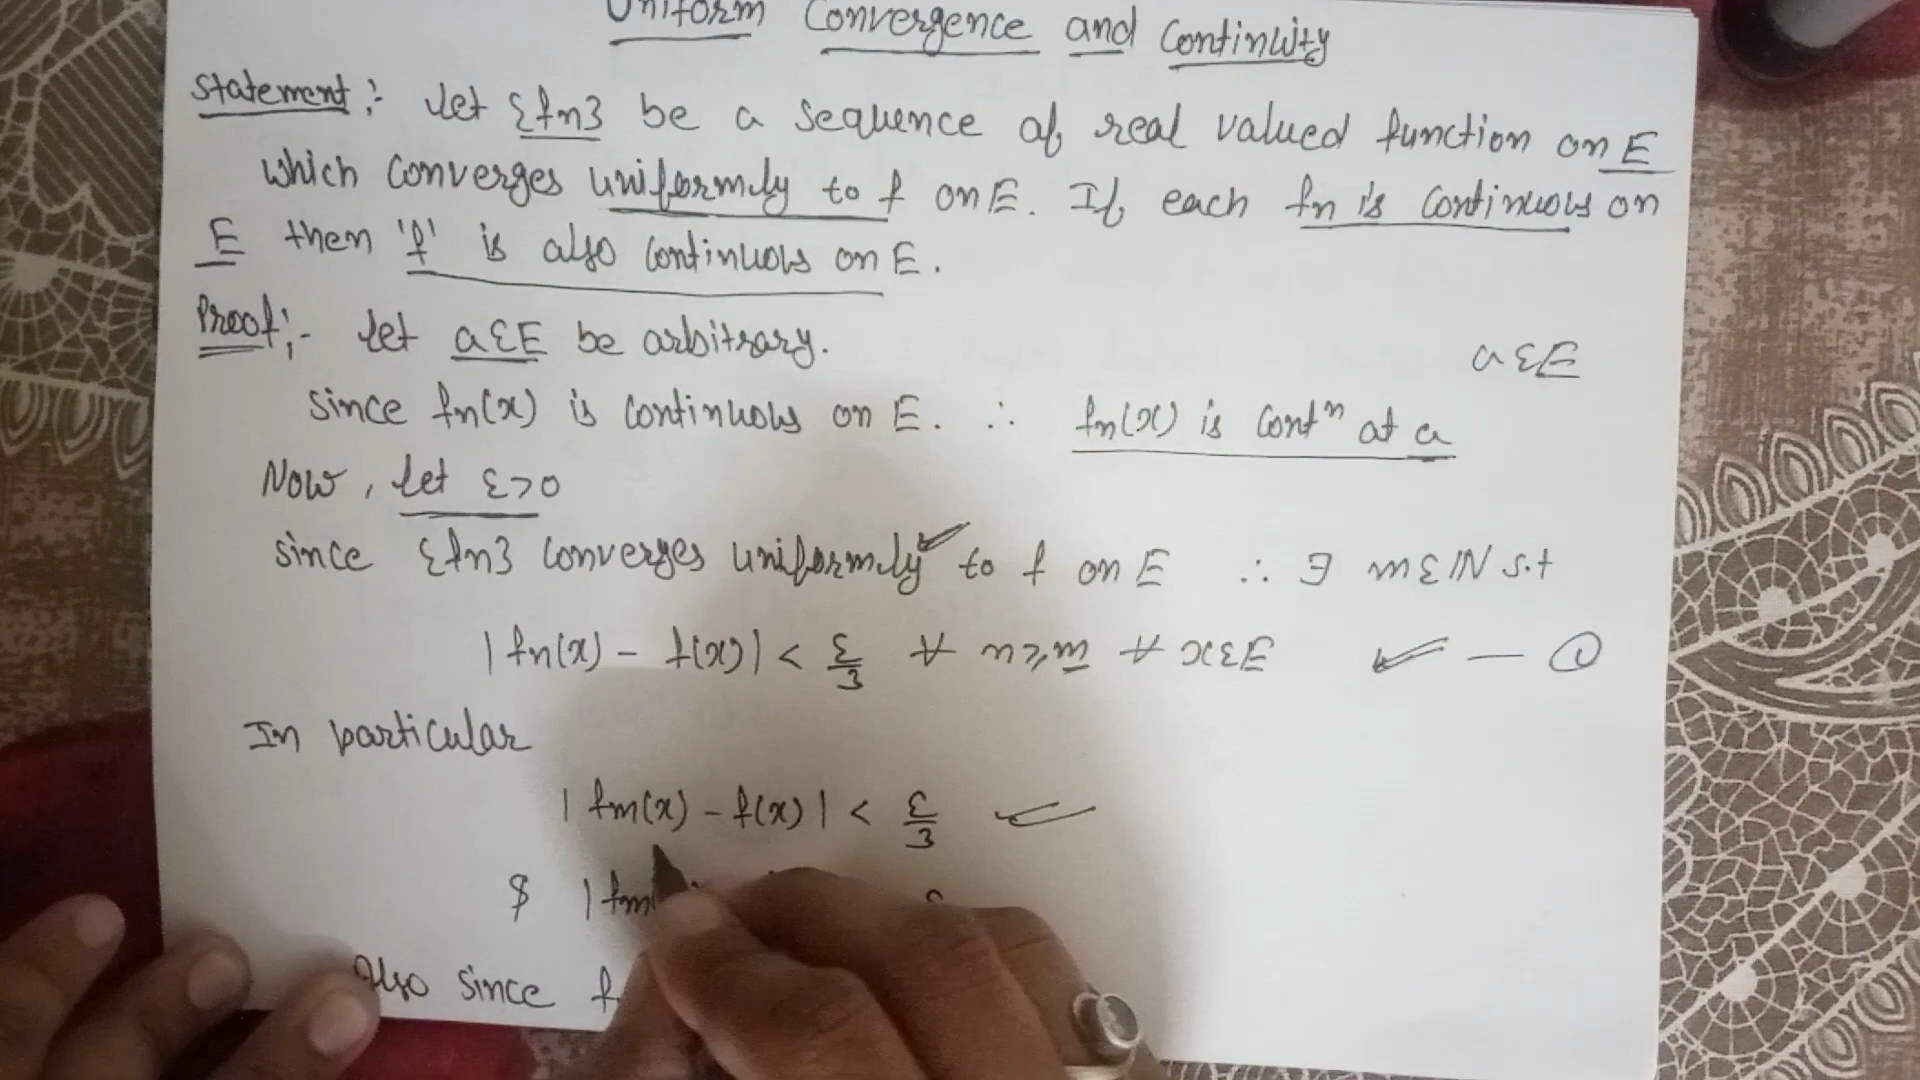 Uniform Convergence and Continuity
Statement :- Let {fn} be a sequence of real valued function on E
which converges uniformly to f on E. If each fn is continuous on
E then 'f' is also continuous on E.
Proof :- Let a ∈ E be arbitrary.
a ∈ E
Since fn(x) is continuous on E. ∴ fn(x) is contⁿ at a
Now, let ε > 0
since {fn} converges uniformly to f on E ∴ ∃ m ∈ N s.t
|fn(x) - f(x)| < ε/3 ∀ n ≥ m ∀ x ∈ E — ①
In particular
|fm(x) - f(x)| < ε/3
& |fm(
Also since f